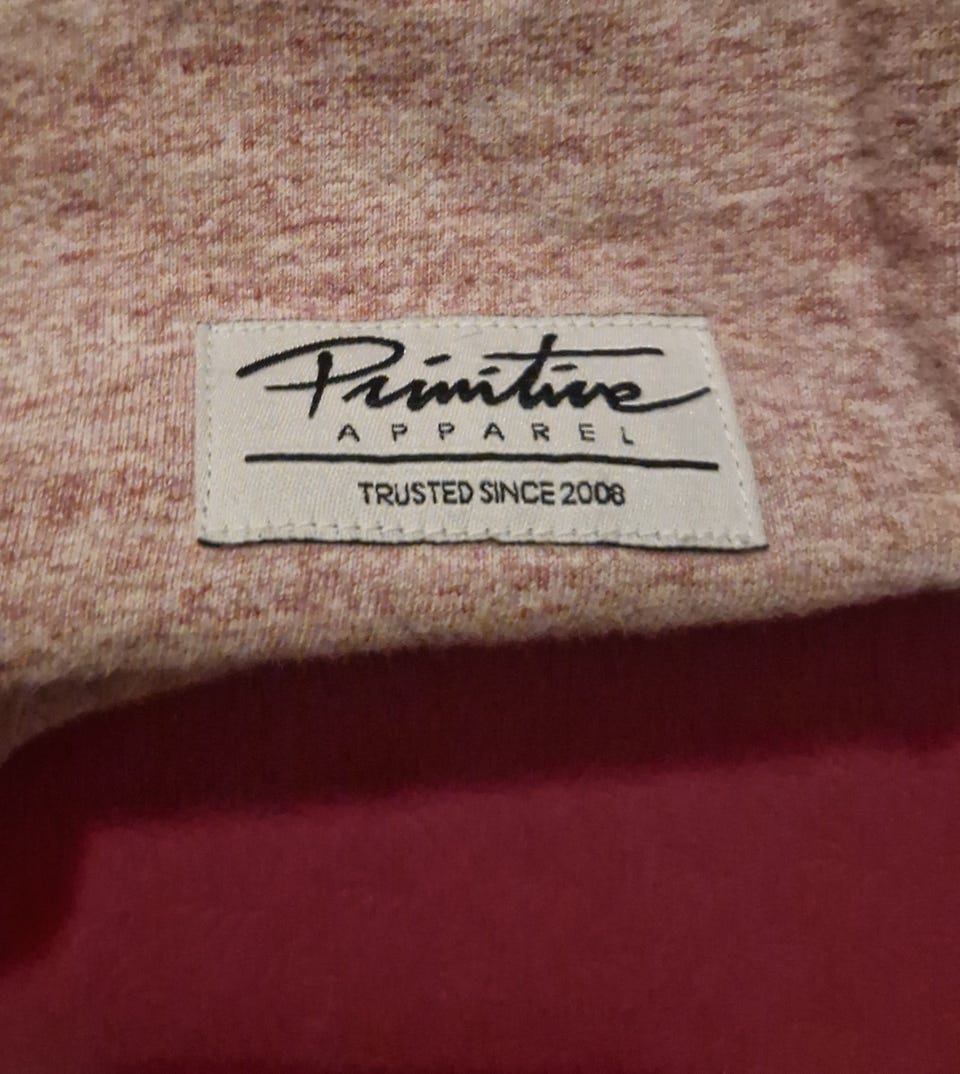 Primitive
APPAREL
TRUSTED SINCE 2008